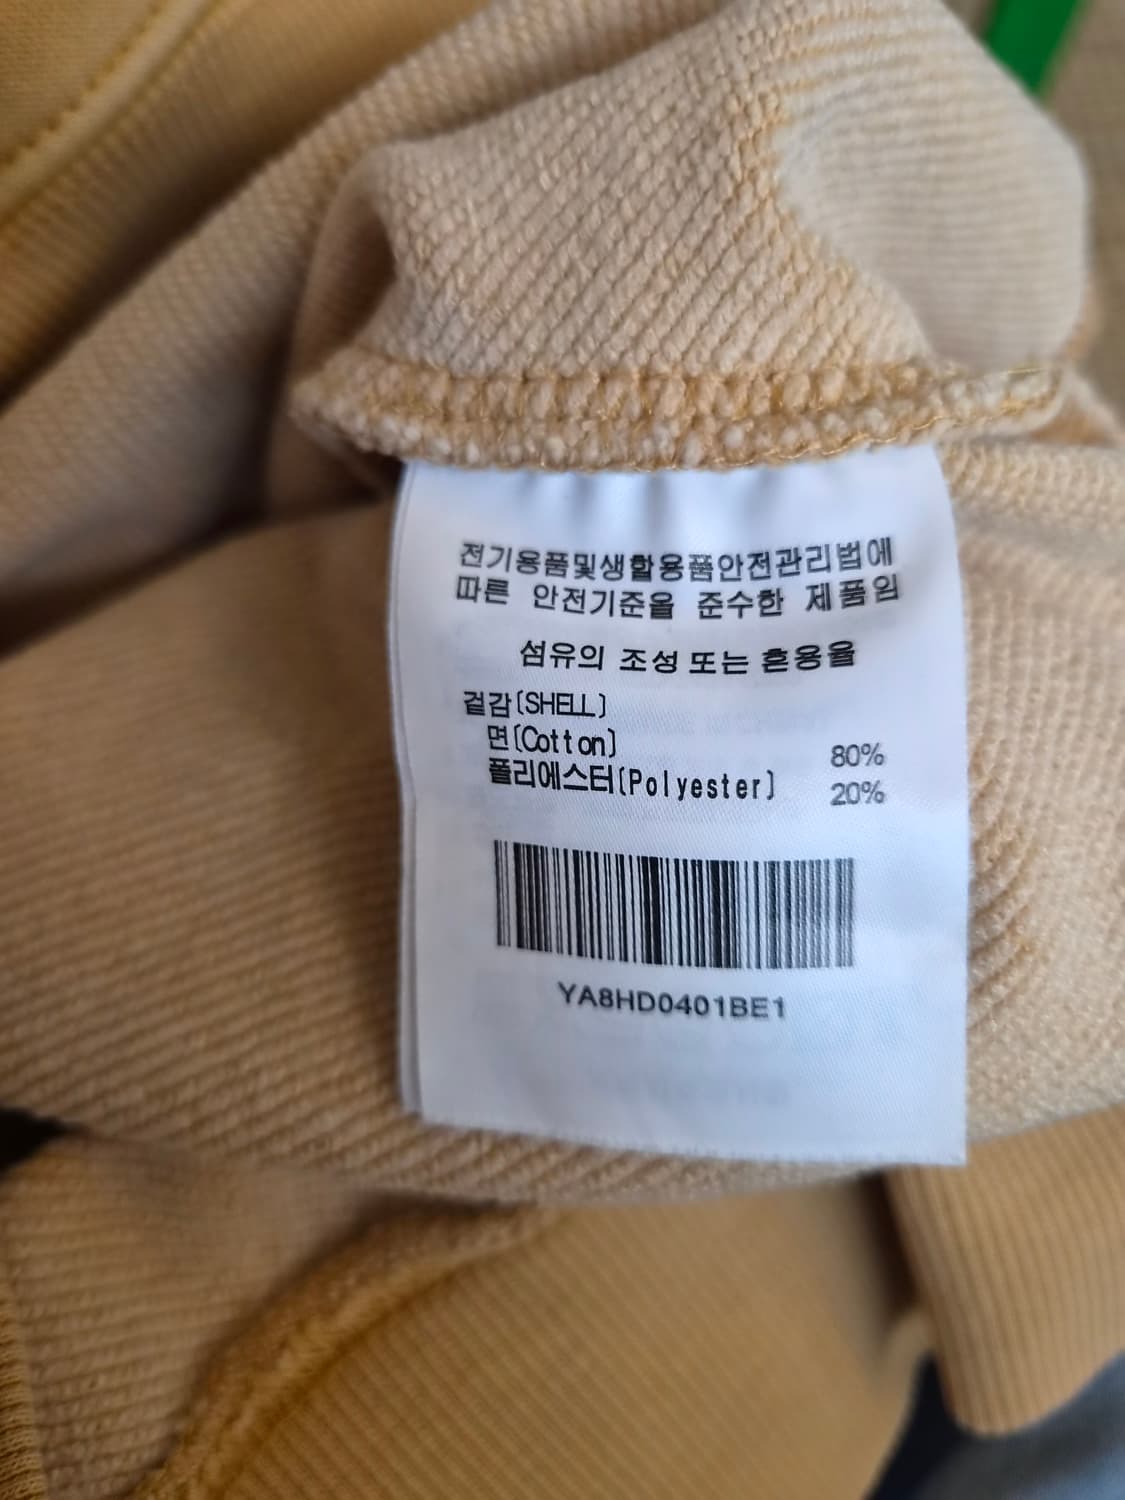 전기용품및생활용품안전관리법에
따른 안전기준을 준수한 제품임
섬유의 조성 또는 혼용율
겉감(SHELL)
면(Cotton) 80%
폴리에스터(Polyester) 20%
YA8HD0401BE1